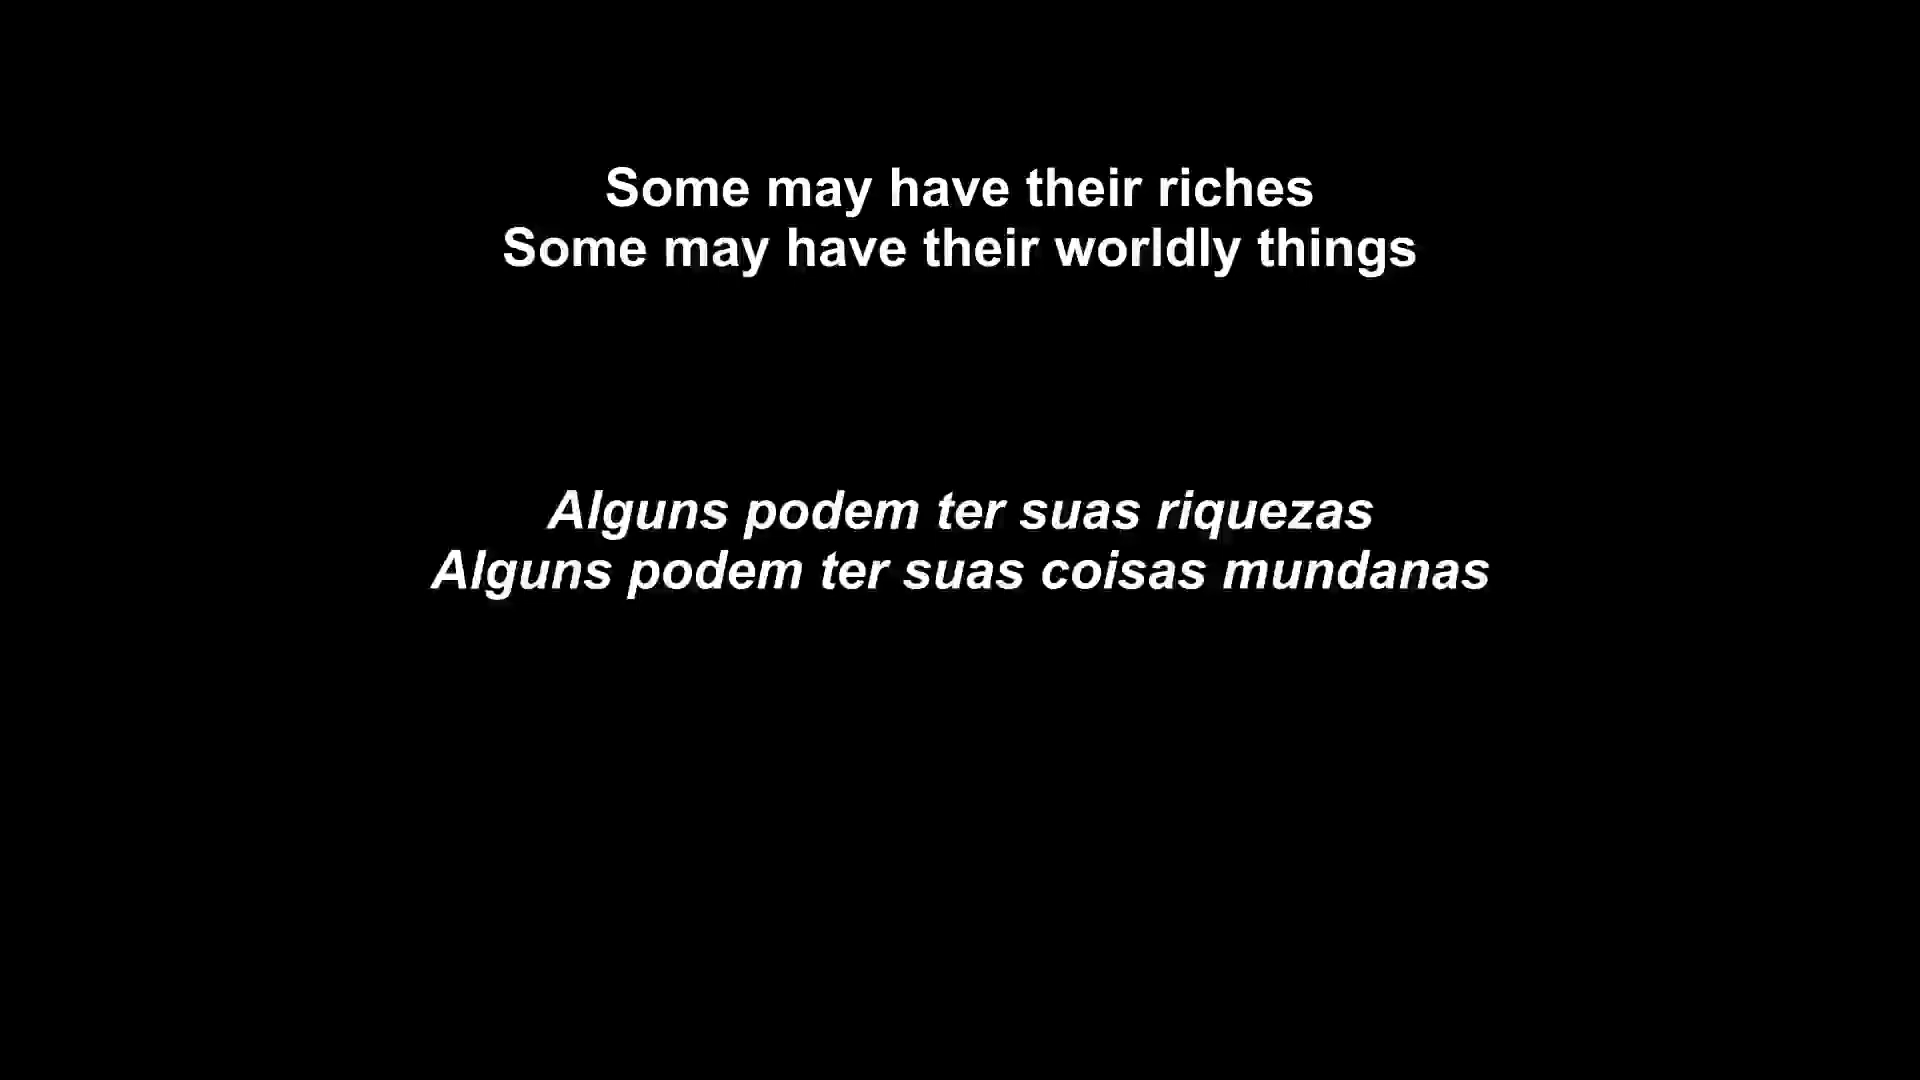 Some may have their riches
Some may have their worldly things
Alguns podem ter suas riquezas
Alguns podem ter suas coisas mundanas